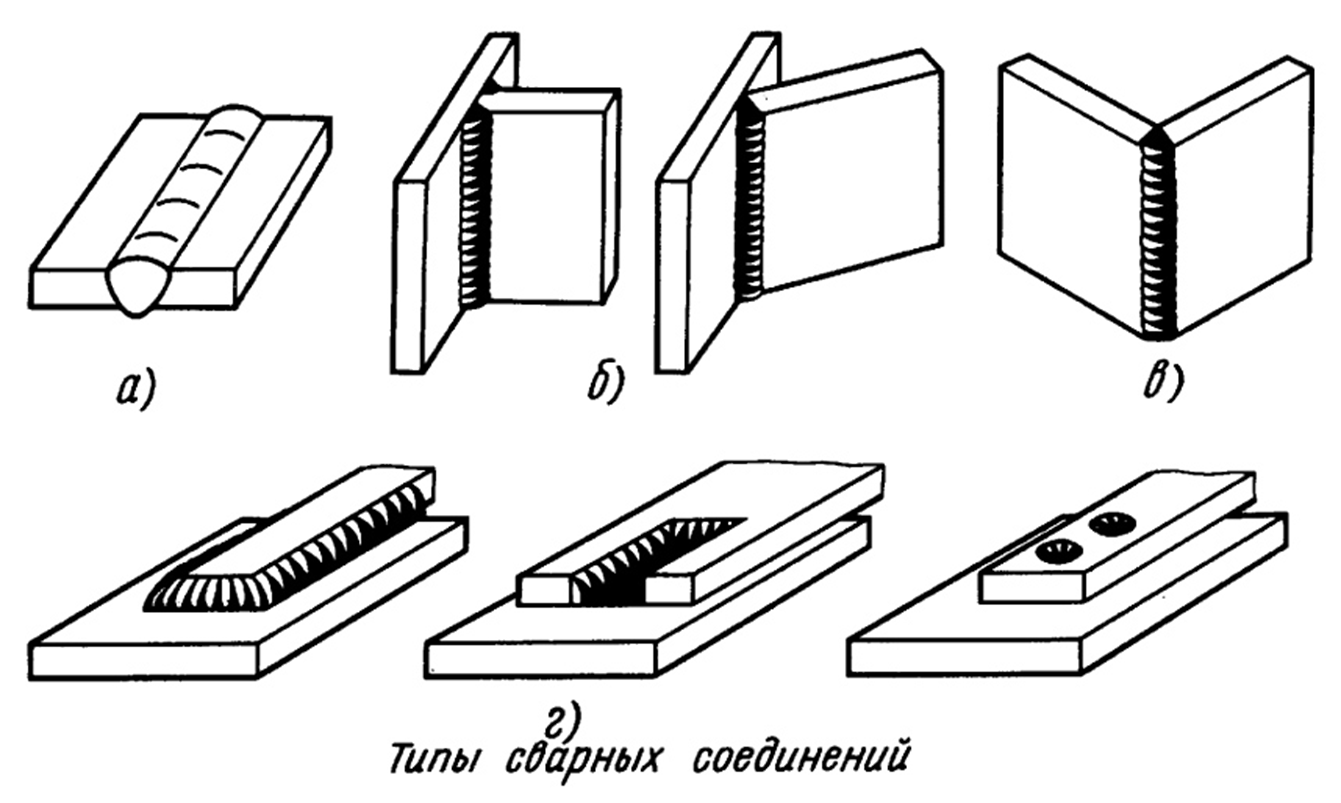 а)
б)
в)
г)
Типы сварных соединений